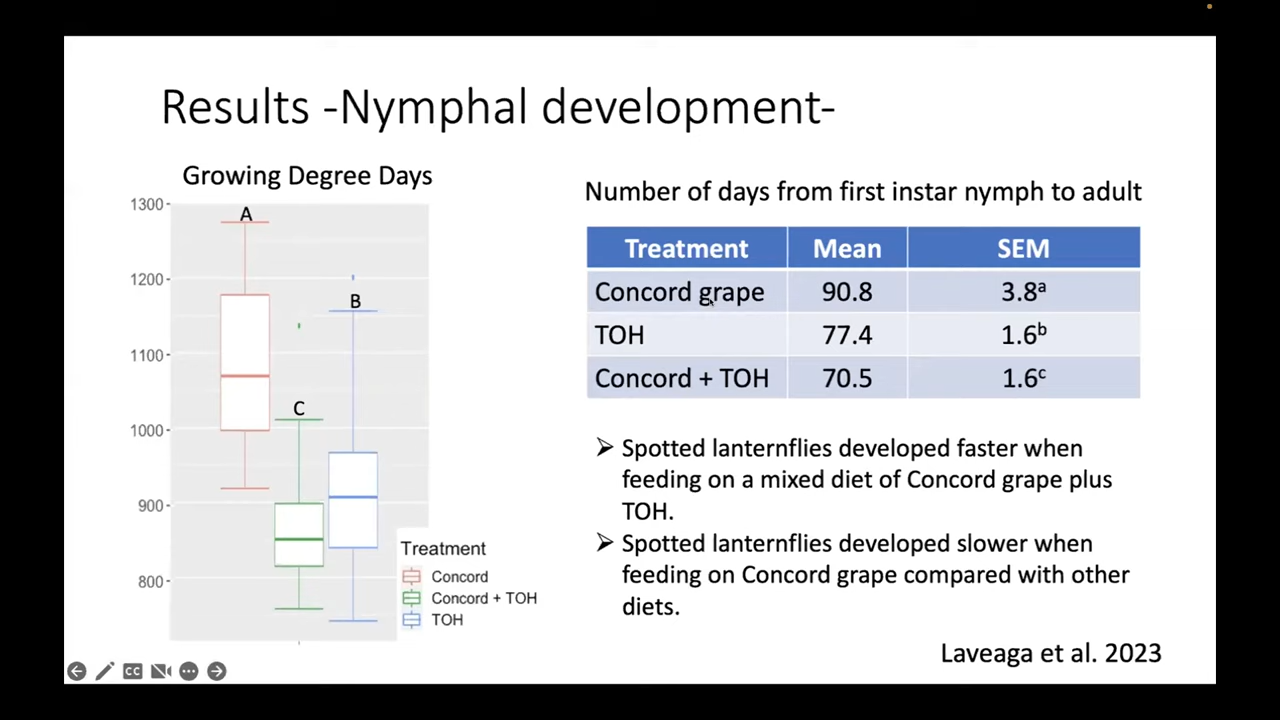 Results -Nymphal development-
Growing Degree Days
1300
1200
1100
1000
900
800
A
C
B
Treatment
Concord
Concord + TOH
TOH
Number of days from first instar nymph to adult
Treatment Mean SEM
Concord grape 90.8 3.8ᵃ
TOH 77.4 1.6ᵇ
Concord + TOH 70.5 1.6ᶜ
➢ Spotted lanternflies developed faster when
feeding on a mixed diet of Concord grape plus
TOH.
➢ Spotted lanternflies developed slower when
feeding on Concord grape compared with other
diets.
Laveaga et al. 2023
CC